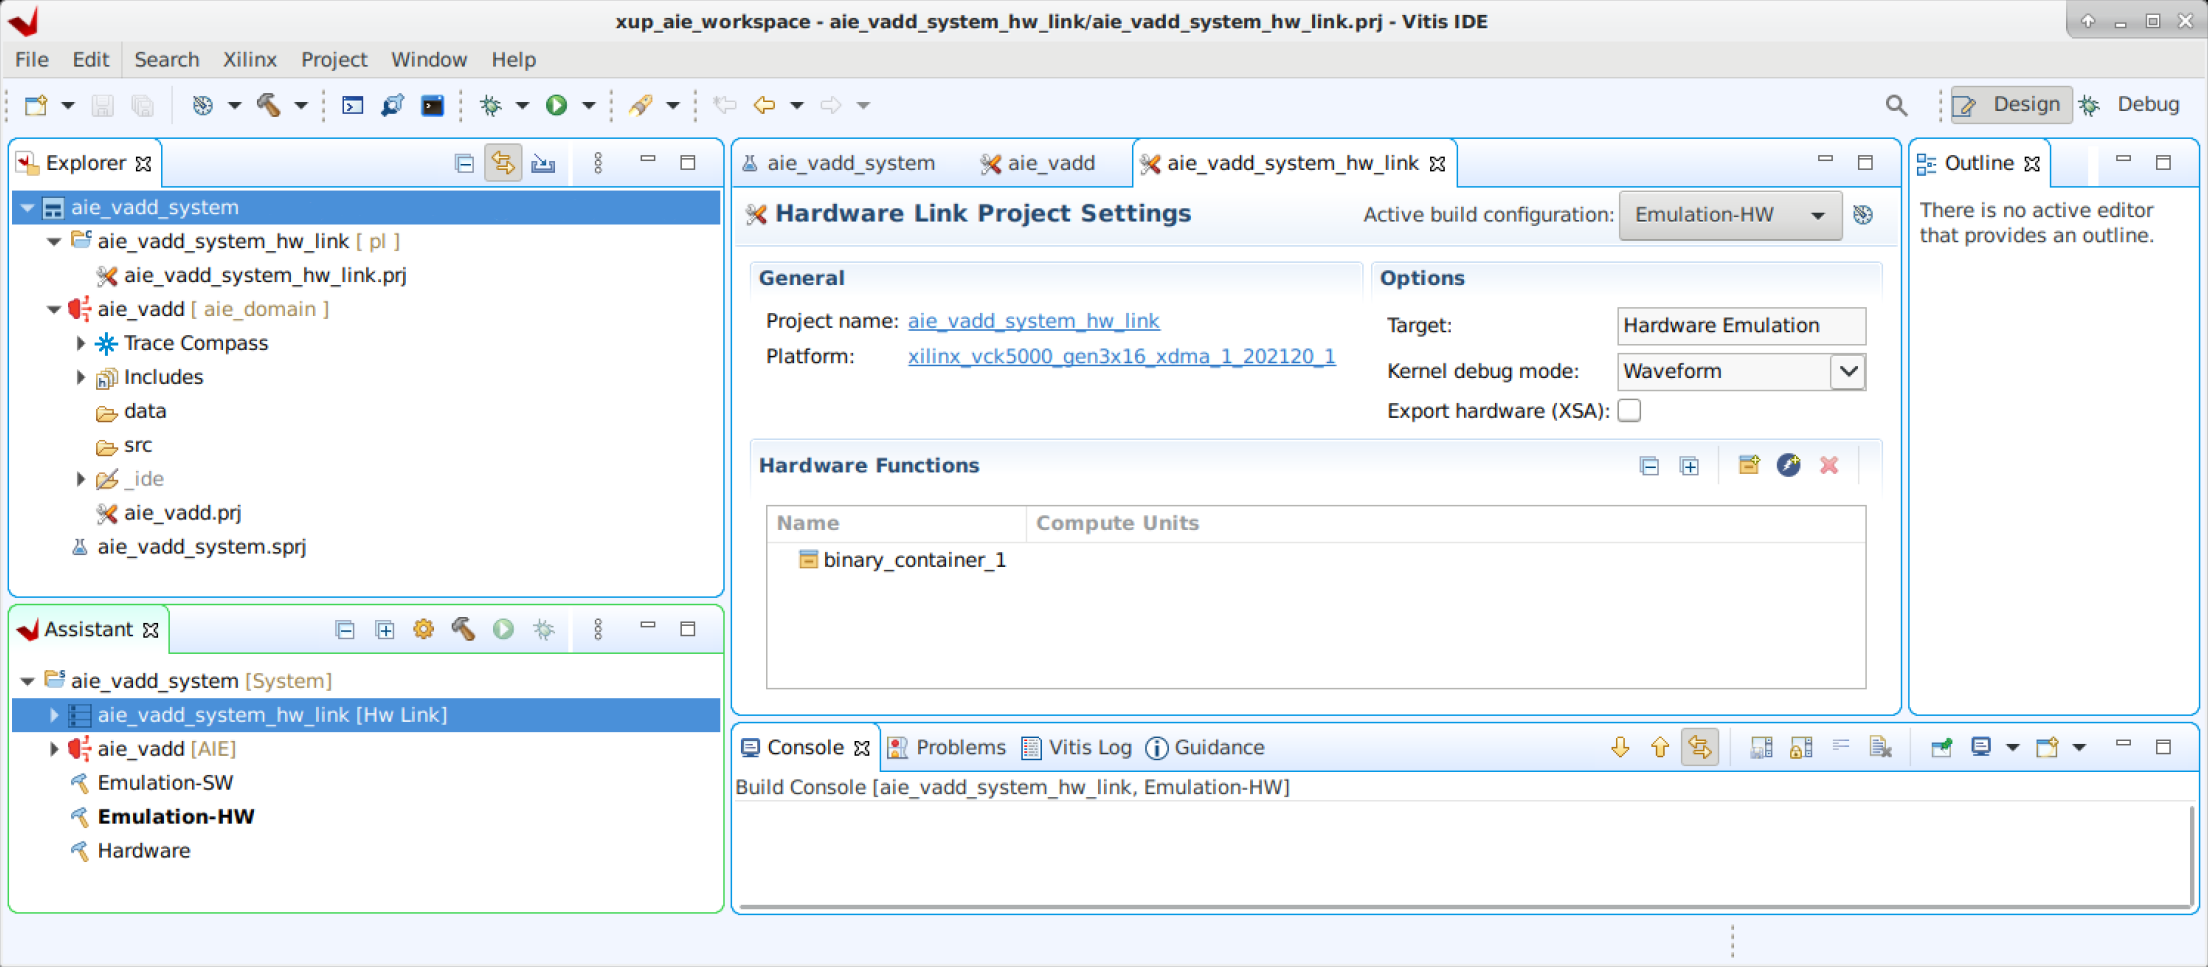 xup_aie_workspace - aie_vadd_system_hw_link/aie_vadd_system_hw_link.prj - Vitis IDE
File Edit Search Xilinx Project Window Help
Design Debug
Explorer
aie_vadd_system
aie_vadd_system_hw_link [ pl ]
aie_vadd_system_hw_link.prj
aie_vadd [ aie_domain ]
Trace Compass
Includes
data
src
_ide
aie_vadd.prj
aie_vadd_system.sprj
Assistant
aie_vadd_system [System]
aie_vadd_system_hw_link [Hw Link]
aie_vadd [AIE]
Emulation-SW
Emulation-HW
Hardware
aie_vadd_system aie_vadd aie_vadd_system_hw_link
Hardware Link Project Settings
Active build configuration: Emulation-HW
General
Project name: aie_vadd_system_hw_link
Platform: xilinx_vck5000_gen3x16_xdma_1_202120_1
Options
Target: Hardware Emulation
Kernel debug mode: Waveform
Export hardware (XSA):
Hardware Functions
Name Compute Units
binary_container_1
Outline
There is no active editor
that provides an outline.
Console Problems Vitis Log Guidance
Build Console [aie_vadd_system_hw_link, Emulation-HW]